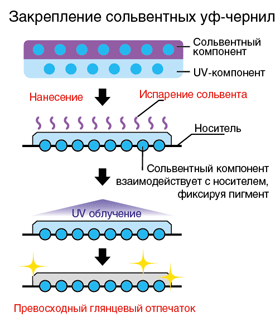 Закрепление сольвентных уф-чернил
Сольвентный
компонент
UV-компонент
Нанесение
Испарение сольвента
Носитель
Сольвентный компонент
взаимодействует с носителем,
фиксируя пигмент
UV облучение
Превосходный глянцевый отпечаток